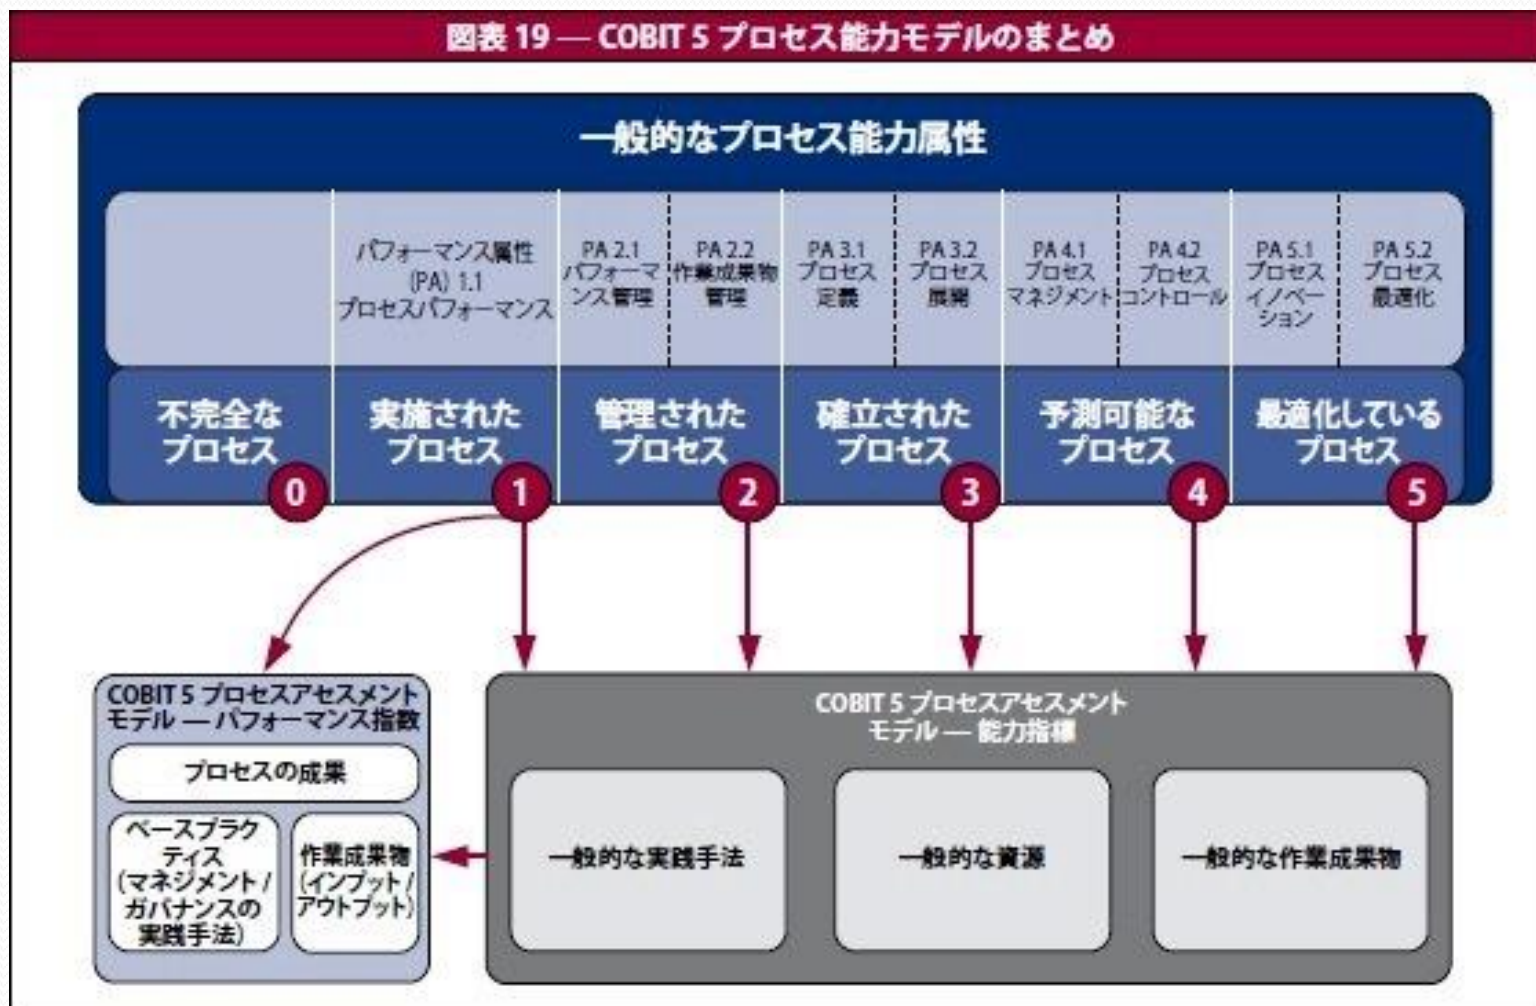 図表 19 — COBIT 5 プロセス能力モデルのまとめ
一般的なプロセス能力属性
パフォーマンス属性
(PA) 1.1
プロセスパフォーマンス
PA 2.1
パフォーマ
ンス管理
PA 2.2
作業成果物
管理
PA 3.1
プロセス
定義
PA 3.2
プロセス
展開
PA 4.1
プロセス
マネジメント
PA 4.2
プロセス
コントロール
PA 5.1
プロセス
イノベー
ション
PA 5.2
プロセス
最適化
不完全な
プロセス
0
実施された
プロセス
1
管理された
プロセス
2
確立された
プロセス
3
予測可能な
プロセス
4
最適化している
プロセス
5
COBIT 5 プロセスアセスメント
モデル — パフォーマンス指数
プロセスの成果
ベースプラク
ティス
(マネジメント /
ガバナンスの
実践手法)
作業成果物
(インプット /
アウトプット)
COBIT 5 プロセスアセスメント
モデル — 能力指標
一般的な実践手法
一般的な資源
一般的な作業成果物